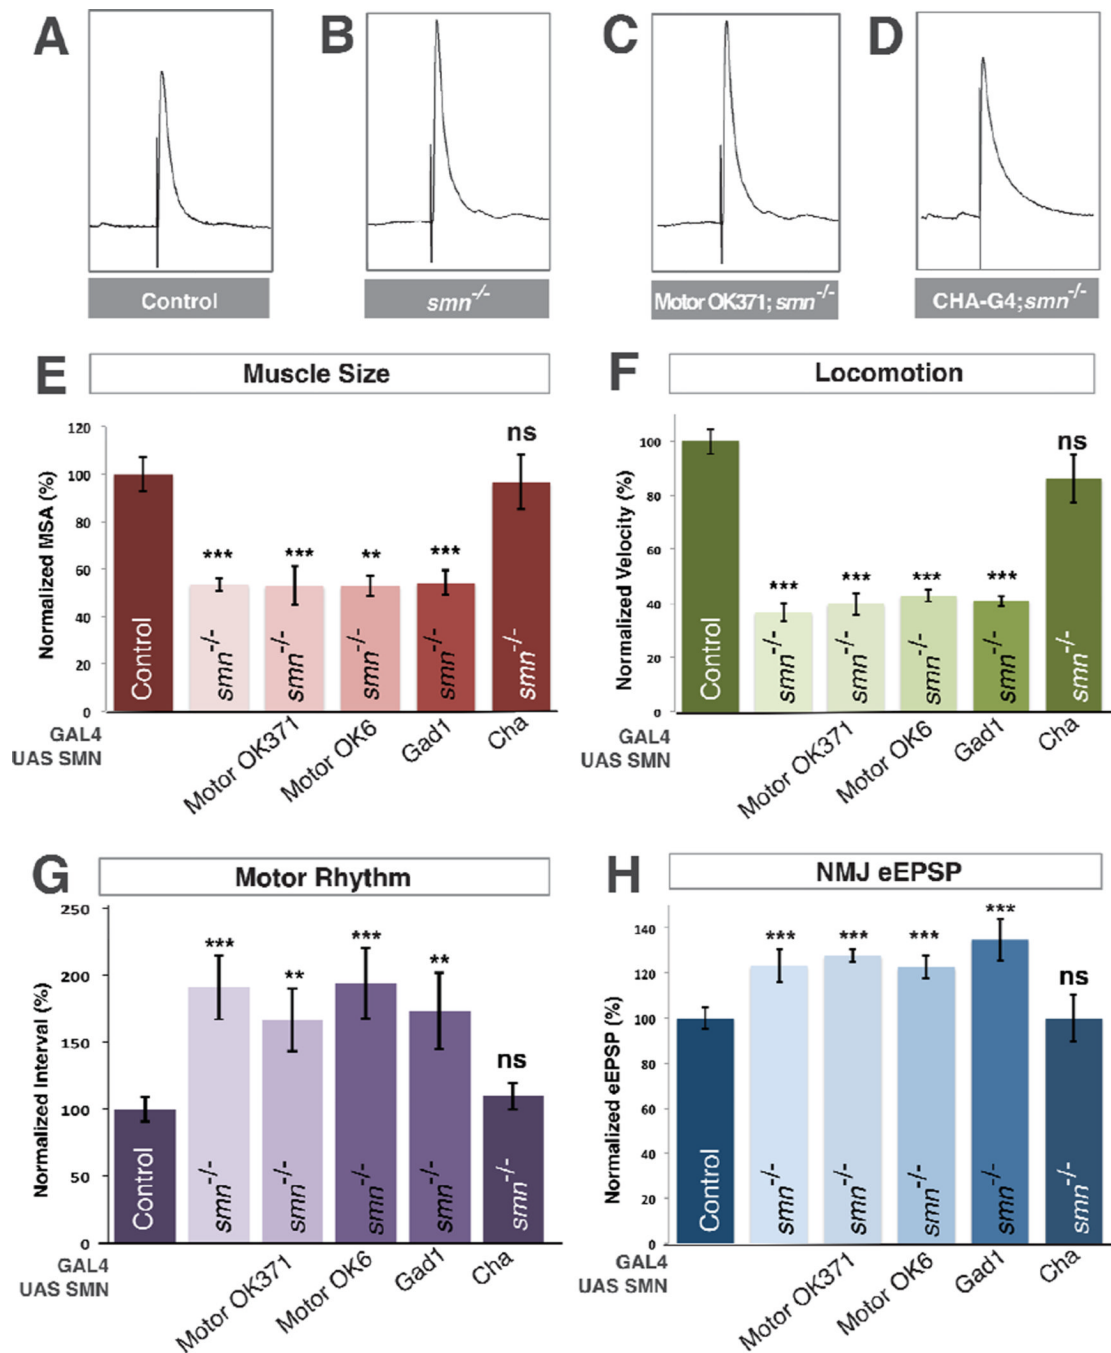 A
B
C
D
Control
smn-/-
Motor OK371; smn-/-
CHA-G4;smn-/-
E
Muscle Size
Normalized MSA (%)
120
100
80
60
40
20
0
ns
***
***
**
***
Control
smn-/-
smn-/-
smn-/-
smn-/-
smn-/-
GAL4
UAS SMN
Motor OK371
Motor OK6
Gad1
Cha
F
Locomotion
Normalized Velocity (%)
100
80
60
40
20
0
ns
***
***
***
***
Control
smn-/-
smn-/-
smn-/-
smn-/-
smn-/-
GAL4
UAS SMN
Motor OK371
Motor OK6
Gad1
Cha
G
Motor Rhythm
Normalized Interval (%)
250
200
150
100
50
0
***
**
***
**
ns
Control
smn-/-
smn-/-
smn-/-
smn-/-
smn-/-
GAL4
UAS SMN
Motor OK371
Motor OK6
Gad1
Cha
H
NMJ eEPSP
Normalized eEPSP (%)
140
120
100
80
60
40
20
0
***
***
***
***
ns
Control
smn-/-
smn-/-
smn-/-
smn-/-
smn-/-
GAL4
UAS SMN
Motor OK371
Motor OK6
Gad1
Cha